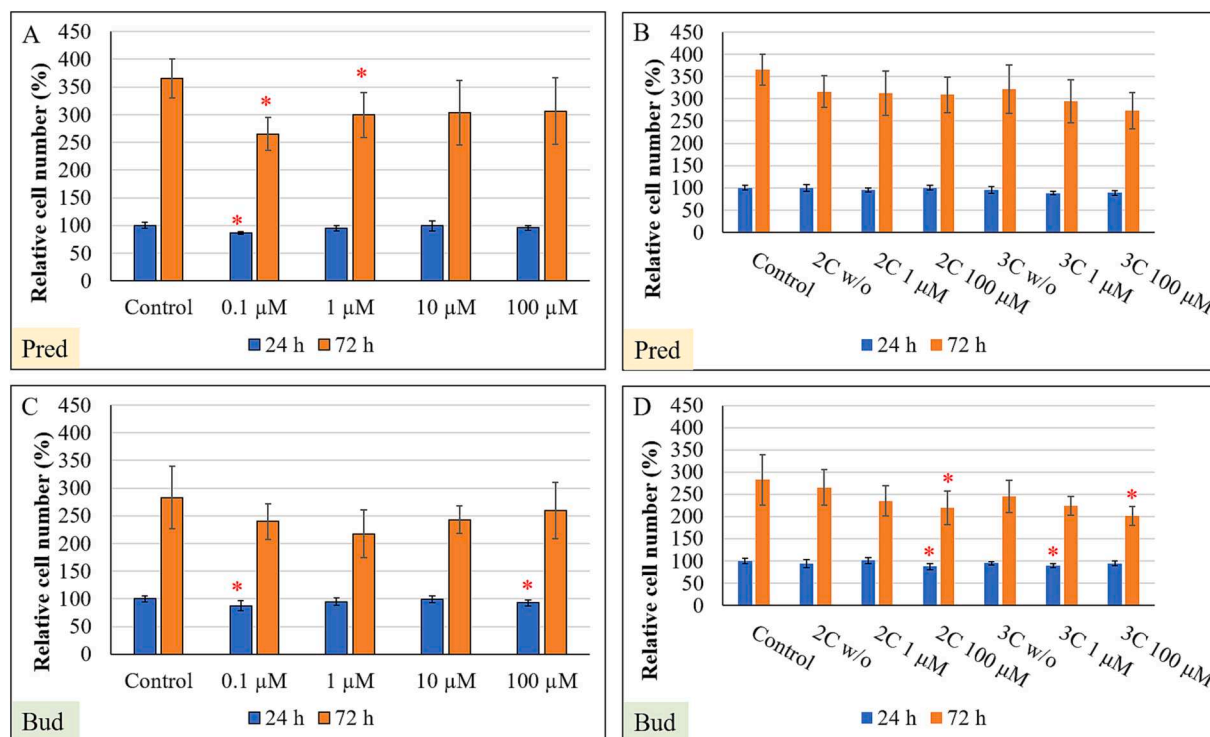 A
Relative cell number (%)
450
400
350
300
250
200
150
100
50
0
*
*
*
Control
0.1 µM
1 µM
10 µM
100 µM
24 h
72 h
Pred
B
Relative cell number (%)
450
400
350
300
250
200
150
100
50
0
Control
2C w/o
2C 1 µM
2C 100 µM
3C w/o
3C 1 µM
3C 100 µM
24 h
72 h
Pred
C
Relative cell number (%)
450
400
350
300
250
200
150
100
50
0
*
*
Control
0.1 µM
1 µM
10 µM
100 µM
24 h
72 h
Bud
D
Relative cell number (%)
450
400
350
300
250
200
150
100
50
0
*
*
*
*
Control
2C w/o
2C 1 µM
2C 100 µM
3C w/o
3C 1 µM
3C 100 µM
24 h
72 h
Bud